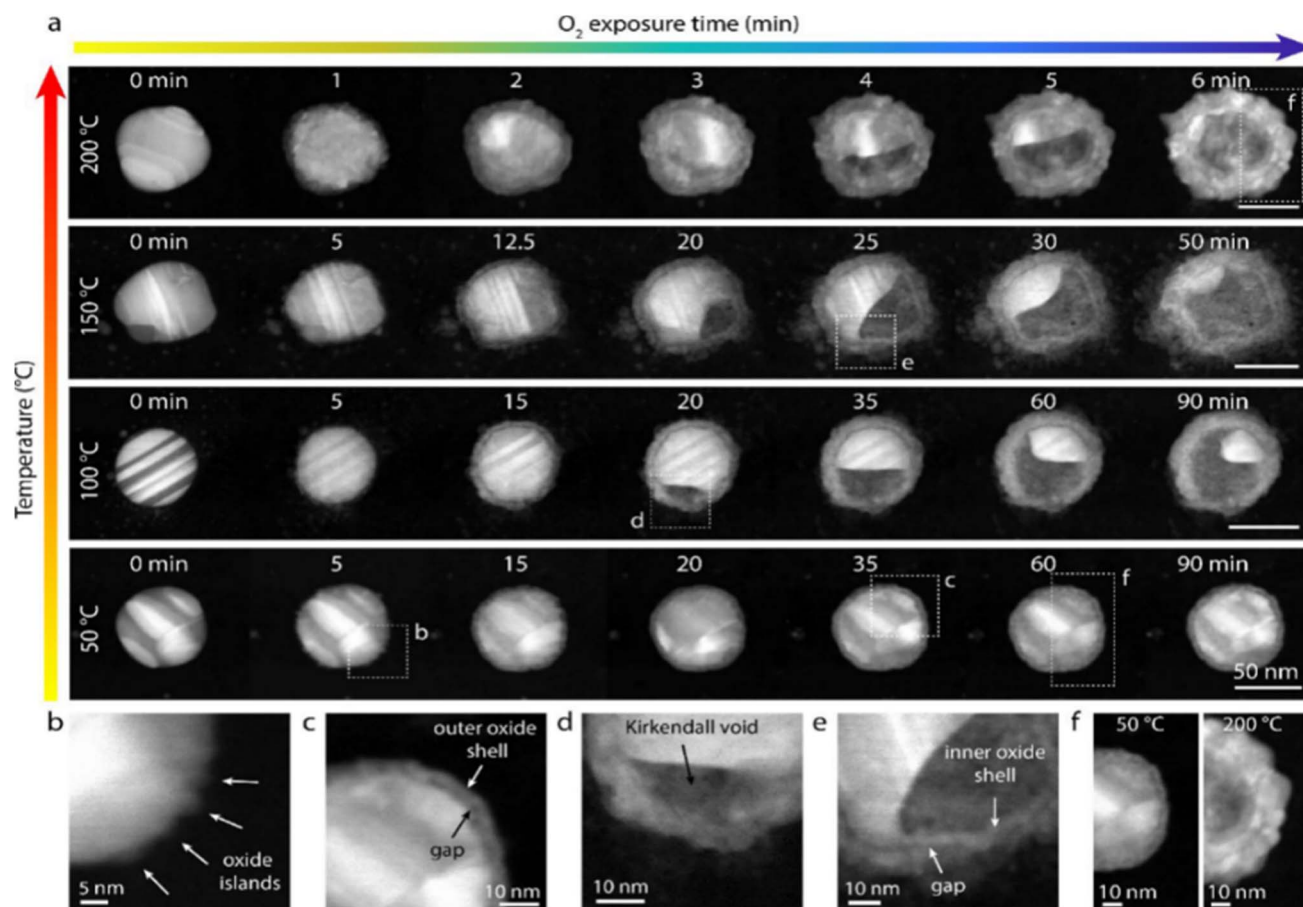 a
O₂ exposure time (min)
Temperature (°C)
200 °C
0 min 1 2 3 4 5 6 min
f
150 °C
0 min 5 12.5 20 25 30 50 min
e
100 °C
0 min 5 15 20 35 60 90 min
d
50 °C
0 min 5 15 20 35 60 90 min
b
c
f
50 nm
b
oxide
islands
5 nm
c
outer oxide
shell
gap
10 nm
d
Kirkendall void
10 nm
e
inner oxide
shell
gap
10 nm
f
50 °C
200 °C
10 nm
10 nm